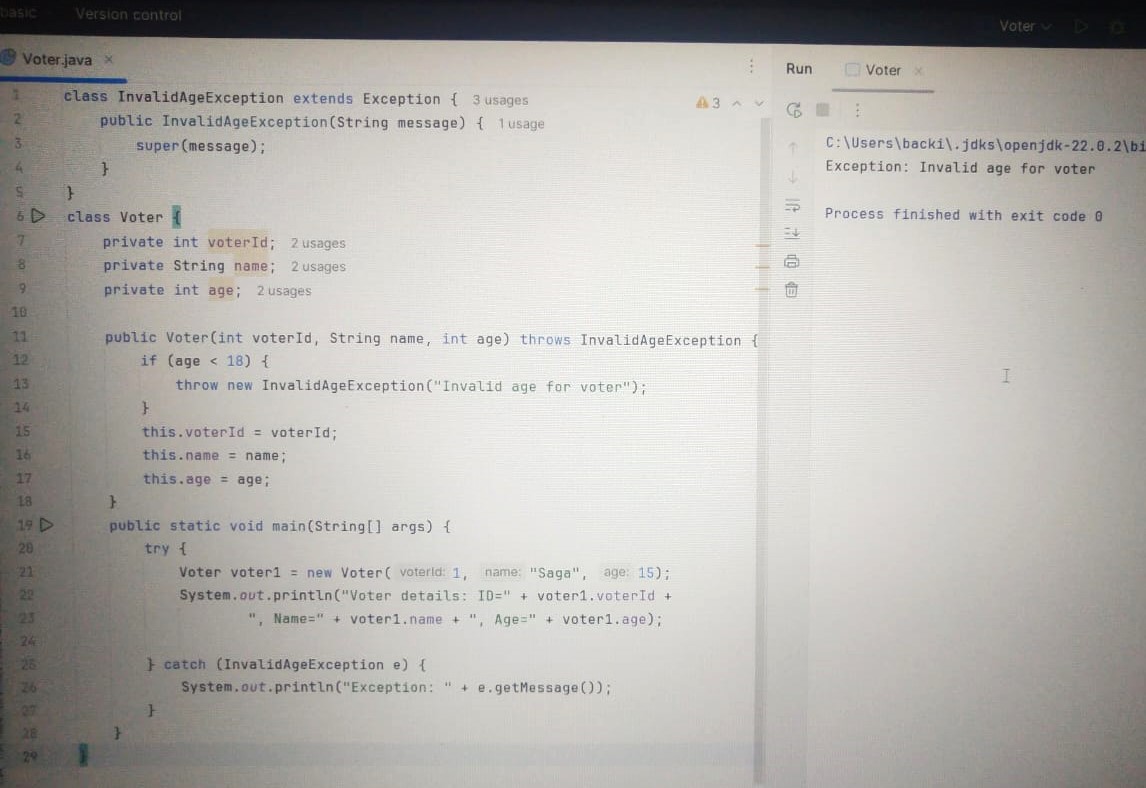 basic Version control
Voter
Voter.java
Run Voter
1 class InvalidAgeException extends Exception { 3 usages
3
2 public InvalidAgeException(String message) { 1 usage
3 super(message);
4 }
5 }
6 class Voter {
7 private int voterId; 2 usages
8 private String name; 2 usages
9 private int age; 2 usages
10
11 public Voter(int voterId, String name, int age) throws InvalidAgeException {
12 if (age < 18) {
13 throw new InvalidAgeException("Invalid age for voter");
14 }
15 this.voterId = voterId;
16 this.name = name;
17 this.age = age;
18 }
19 public static void main(String[] args) {
20 try {
21 Voter voter1 = new Voter( voterId: 1, name: "Saga", age: 15);
22 System.out.println("Voter details: ID=" + voter1.voterId +
23 ", Name=" + voter1.name + ", Age=" + voter1.age);
24
25 } catch (InvalidAgeException e) {
26 System.out.println("Exception: " + e.getMessage());
27 }
28 }
29 }
C:\Users\backi\.jdks\openjdk-22.0.2\bi
Exception: Invalid age for voter
Process finished with exit code 0